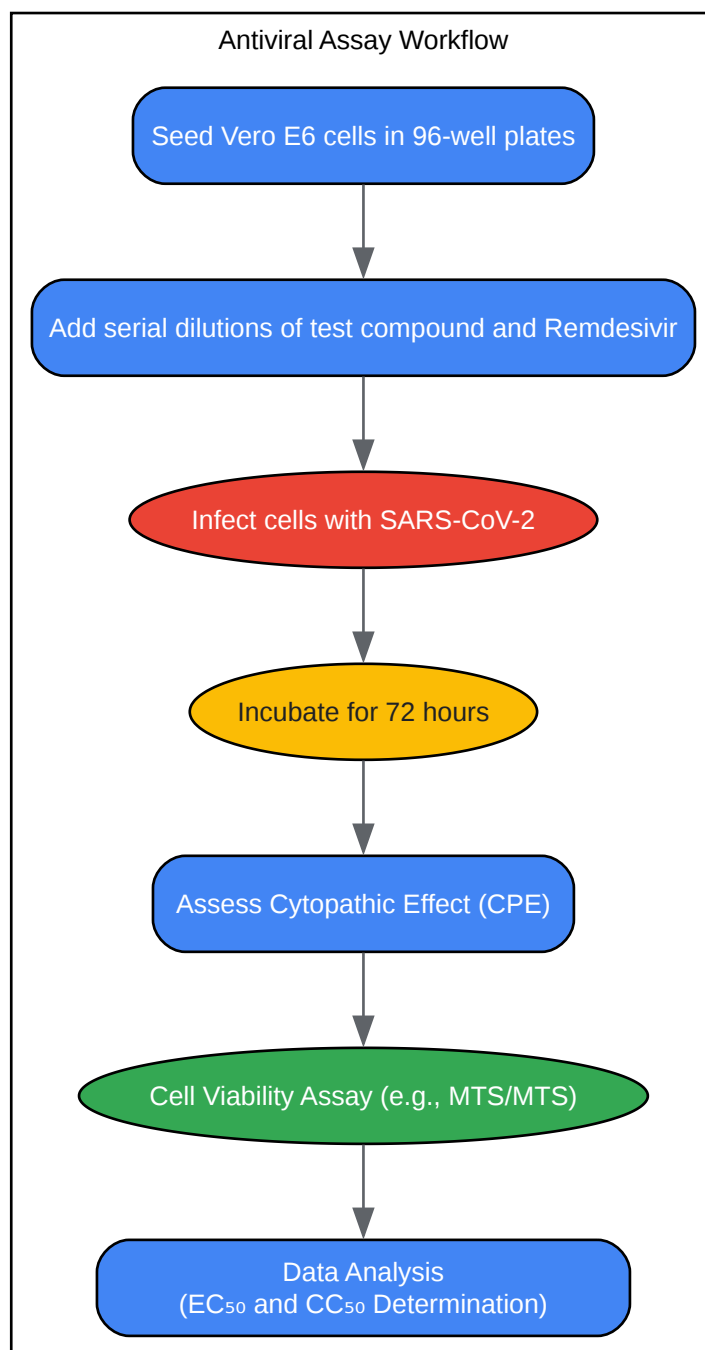 Antiviral Assay Workflow
Seed Vero E6 cells in 96-well plates
Add serial dilutions of test compound and Remdesivir
Infect cells with SARS-CoV-2
Incubate for 72 hours
Assess Cytopathic Effect (CPE)
Cell Viability Assay (e.g., MTS/MTS)
Data Analysis
(EC₅₀ and CC₅₀ Determination)